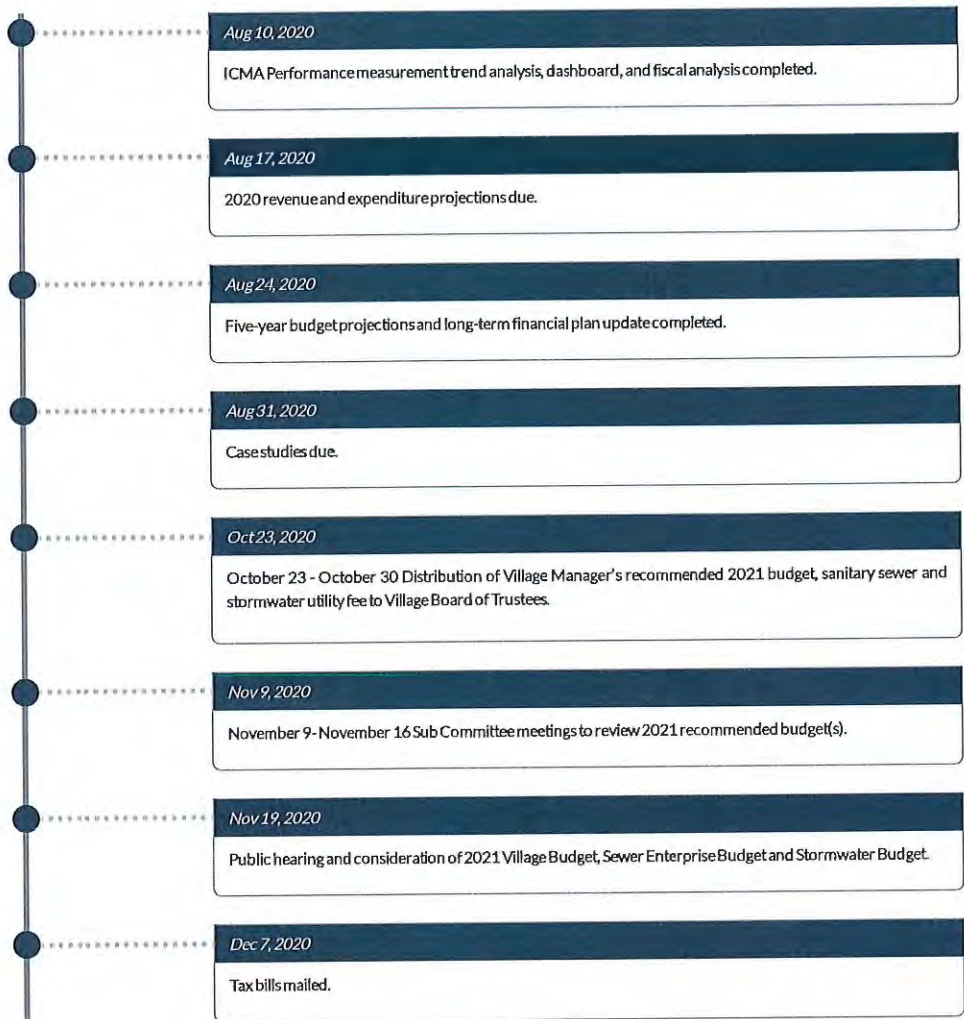 Aug 10, 2020
ICMA Performance measurement trend analysis, dashboard, and fiscal analysis completed.
Aug 17, 2020
2020 revenue and expenditure projections due.
Aug 24, 2020
Five-year budget projections and long-term financial plan update completed.
Aug 31, 2020
Case studies due.
Oct 23, 2020
October 23 - October 30 Distribution of Village Manager's recommended 2021 budget, sanitary sewer and
stormwater utility fee to Village Board of Trustees.
Nov 9, 2020
November 9- November 16 Sub Committee meetings to review 2021 recommended budget(s).
Nov 19, 2020
Public hearing and consideration of 2021 Village Budget, Sewer Enterprise Budget and Stormwater Budget.
Dec 7, 2020
Tax bills mailed.